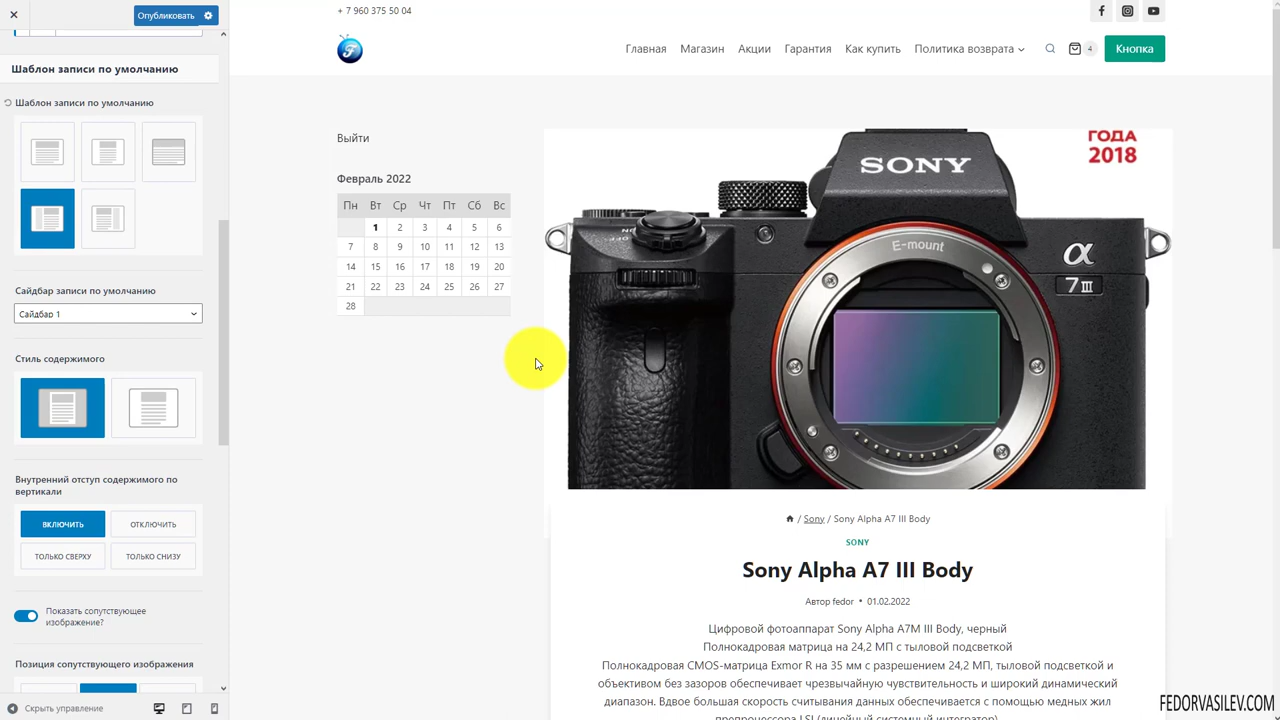 Опубликовать
Шаблон записи по умолчанию
Шаблон записи по умолчанию
Сайдбар записи по умолчанию
Сайдбар 1
Стиль содержимого
Внутренний отступ содержимого по
вертикали
ВКЛЮЧИТЬ
ОТКЛЮЧИТЬ
ТОЛЬКО СВЕРХУ
ТОЛЬКО СНИЗУ
Показать сопутствующее
изображение?
Позиция сопутствующего изображения
Скрыть управление
+ 7 960 375 50 04
Главная
Магазин
Акции
Гарантия
Как купить
Политика возврата
4
Кнопка
Выйти
Февраль 2022
Пн Вт Ср Чт Пт Сб Вс
1 2 3 4 5 6
7 8 9 10 11 12 13
14 15 16 17 18 19 20
21 22 23 24 25 26 27
28
ГОДА
2018
SONY
E-mount
α
7III
/ Sony / Sony Alpha A7 III Body
SONY
Sony Alpha A7 III Body
Автор fedor • 01.02.2022
Цифровой фотоаппарат Sony Alpha A7M III Body, черный
Полнокадровая матрица на 24,2 МП с тыловой подсветкой
Полнокадровая CMOS-матрица Exmor R на 35 мм с разрешением 24,2 МП, тыловой подсветкой и
объективом без зазоров обеспечивает чрезвычайную чувствительность и широкий динамический
диапазон. Вдвое большая скорость считывания данных обеспечивается с помощью медных жил
препроцессора LSI (линейный системный интегратор)
FEDORVASILEV.COM